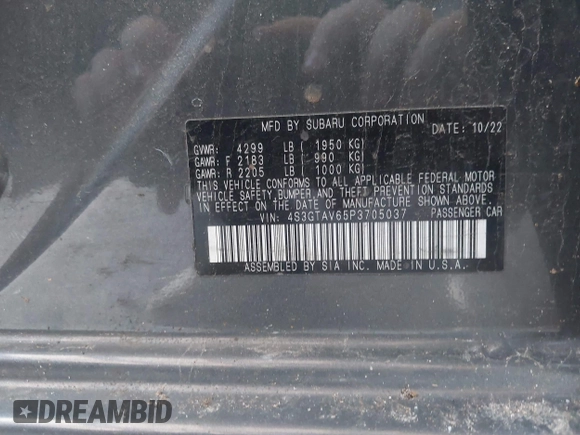 MFD BY SUBARU CORPORATION
DATE: 10/22
GVWR: 4299 LB [ 1950 KG]
GAWR: F 2183 LB [ 990 KG]
GAWR: R 2205 LB [ 1000 KG]
THIS VEHICLE CONFORMS TO ALL APPLICABLE FEDERAL MOTOR
VEHICLE SAFETY, BUMPER, AND THEFT PREVENTION STANDARDS
IN EFFECT ON THE DATE OF MANUFACTURE SHOWN ABOVE.
VIN: 4S3GTAV65P3705037 PASSENGER CAR
ASSEMBLED BY SIA INC. MADE IN U.S.A.
DREAMBID